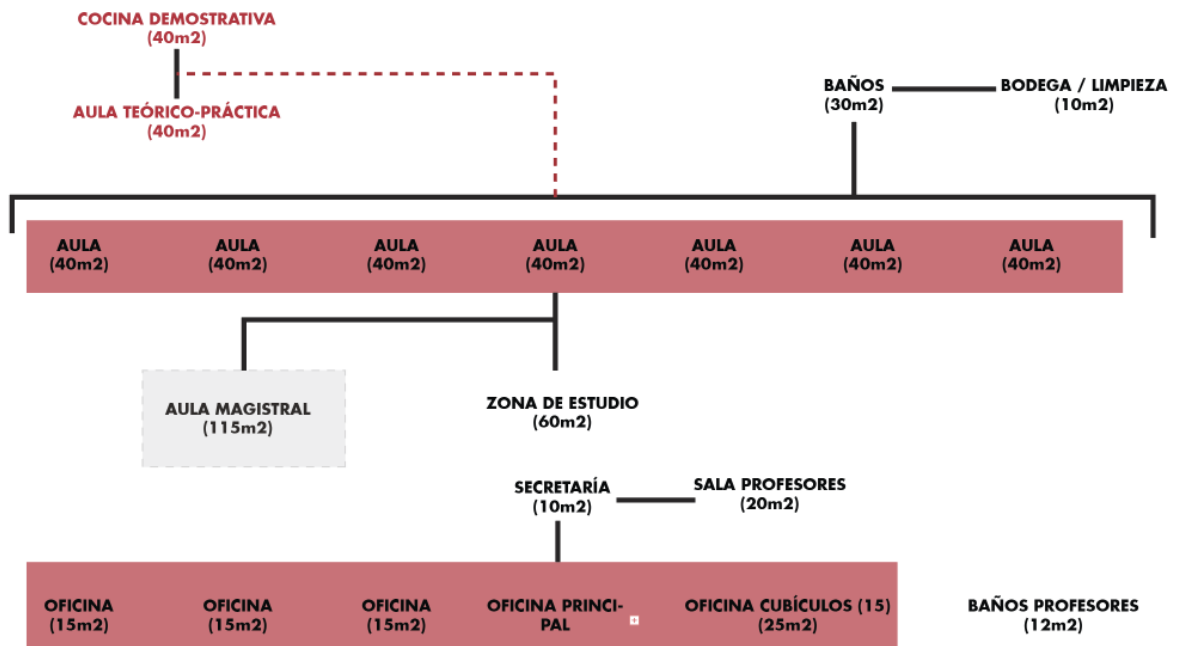 COCINA DEMOSTRATIVA
(40m2)
AULA TEÓRICO-PRÁCTICA
(40m2)
BAÑOS
(30m2)
BODEGA / LIMPIEZA
(10m2)
AULA
(40m2)
AULA
(40m2)
AULA
(40m2)
AULA
(40m2)
AULA
(40m2)
AULA
(40m2)
AULA
(40m2)
AULA MAGISTRAL
(115m2)
ZONA DE ESTUDIO
(60m2)
SECRETARÍA
(10m2)
SALA PROFESORES
(20m2)
OFICINA
(15m2)
OFICINA
(15m2)
OFICINA
(15m2)
OFICINA PRINCI-
PAL
OFICINA CUBÍCULOS (15)
(25m2)
BAÑOS PROFESORES
(12m2)